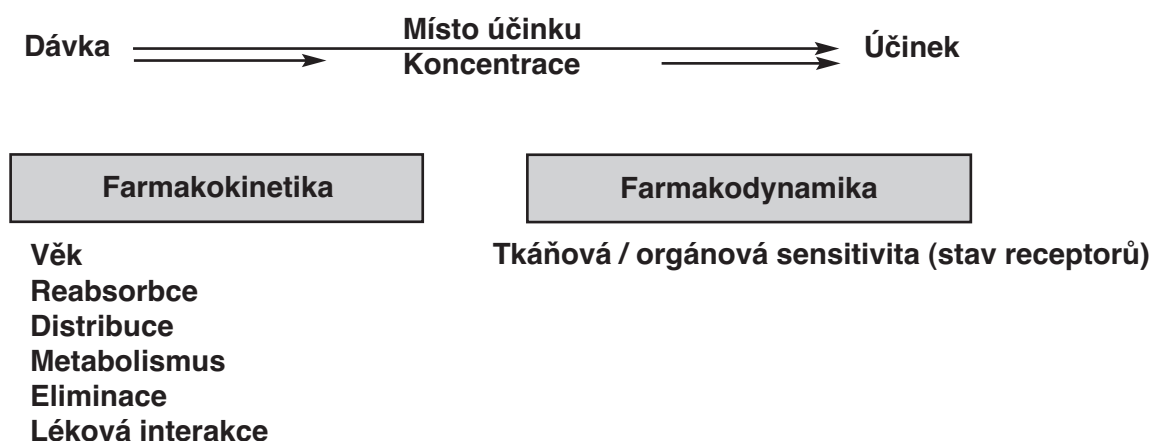 Dávka
Místo účinku
Koncentrace
Účinek
Farmakokinetika
Věk
Reabsorbce
Distribuce
Metabolismus
Eliminace
Léková interakce
Farmakodynamika
Tkáňová / orgánová sensitivita (stav receptorů)